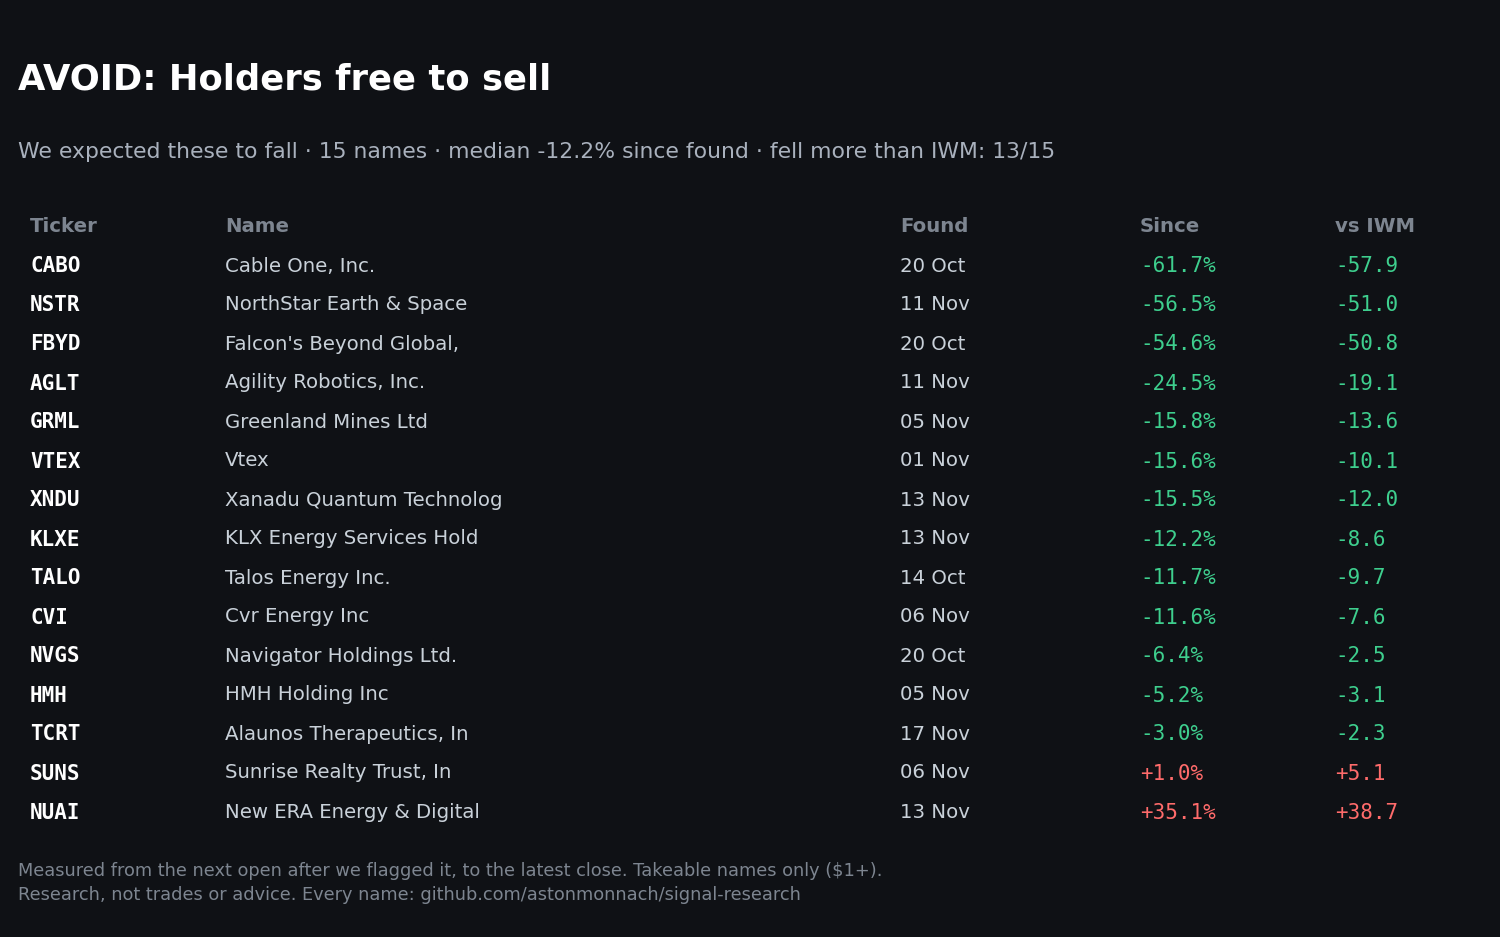 AVOID: Holders free to sell
We expected these to fall · 15 names · median -12.2% since found · fell more than IWM: 13/15
Ticker Name Found Since vs IWM
CABO Cable One, Inc. 20 Oct -61.7% -57.9
NSTR NorthStar Earth & Space 11 Nov -56.5% -51.0
FBYD Falcon's Beyond Global, 20 Oct -54.6% -50.8
AGLT Agility Robotics, Inc. 11 Nov -24.5% -19.1
GRML Greenland Mines Ltd 05 Nov -15.8% -13.6
VTEX Vtex 01 Nov -15.6% -10.1
XNDU Xanadu Quantum Technolog 13 Nov -15.5% -12.0
KLXE KLX Energy Services Hold 13 Nov -12.2% -8.6
TALO Talos Energy Inc. 14 Oct -11.7% -9.7
CVI Cvr Energy Inc 06 Nov -11.6% -7.6
NVGS Navigator Holdings Ltd. 20 Oct -6.4% -2.5
HMH HMH Holding Inc 05 Nov -5.2% -3.1
TCRT Alaunos Therapeutics, In 17 Nov -3.0% -2.3
SUNS Sunrise Realty Trust, In 06 Nov +1.0% +5.1
NUAI New ERA Energy & Digital 13 Nov +35.1% +38.7
Measured from the next open after we flagged it, to the latest close. Takeable names only ($1+).
Research, not trades or advice. Every name: github.com/astonmonnach/signal-research